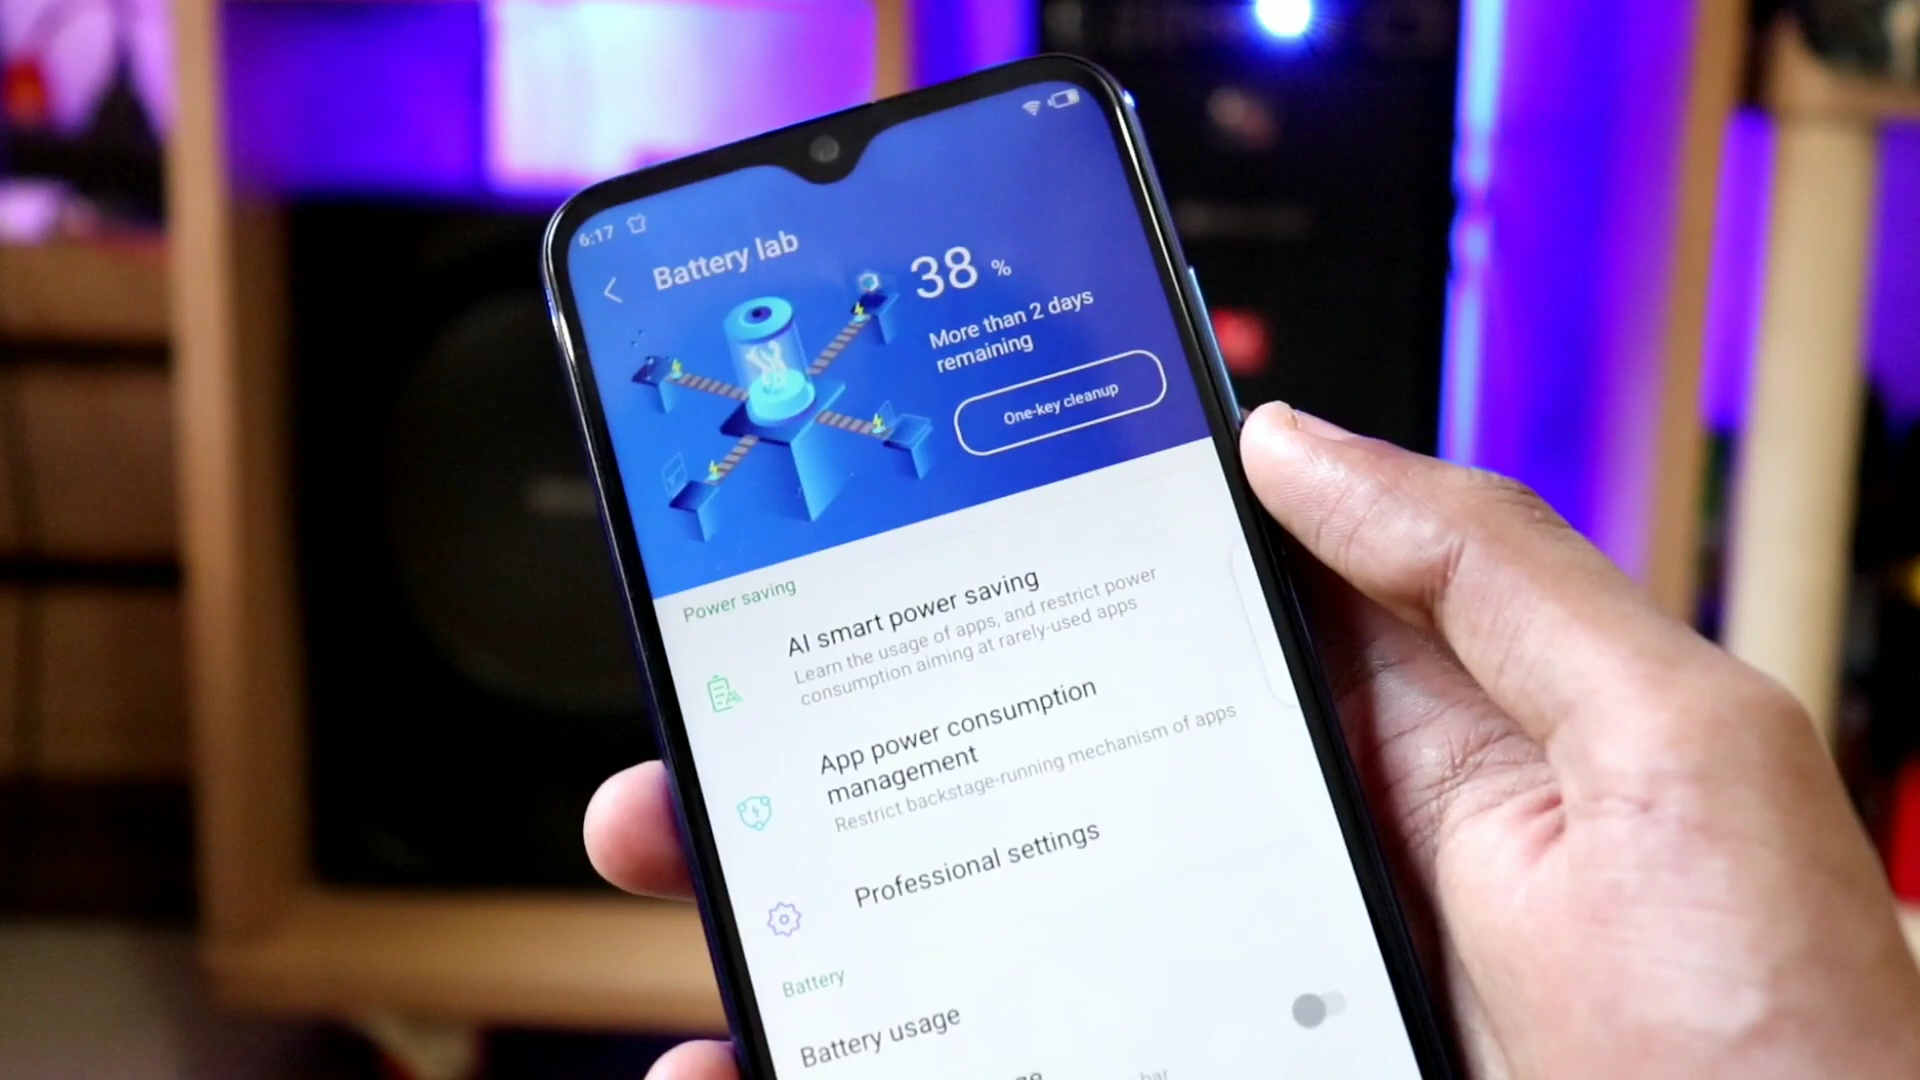 6:17
Battery lab
38 %
More than 2 days
remaining
One-key cleanup
Power saving
AI smart power saving
Learn the usage of apps, and restrict power
consumption aiming at rarely-used apps
App power consumption
management
Restrict backstage-running mechanism of apps
Professional settings
Battery
Battery usage
bar